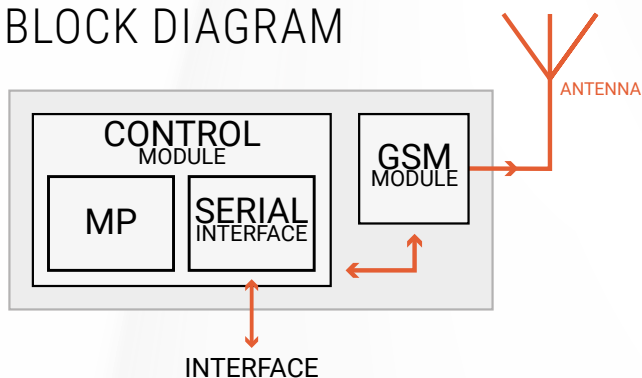 BLOCK DIAGRAM
ANTENNA
CONTROL
MODULE
GSM
MODULE
MP
SERIAL
INTERFACE
INTERFACE